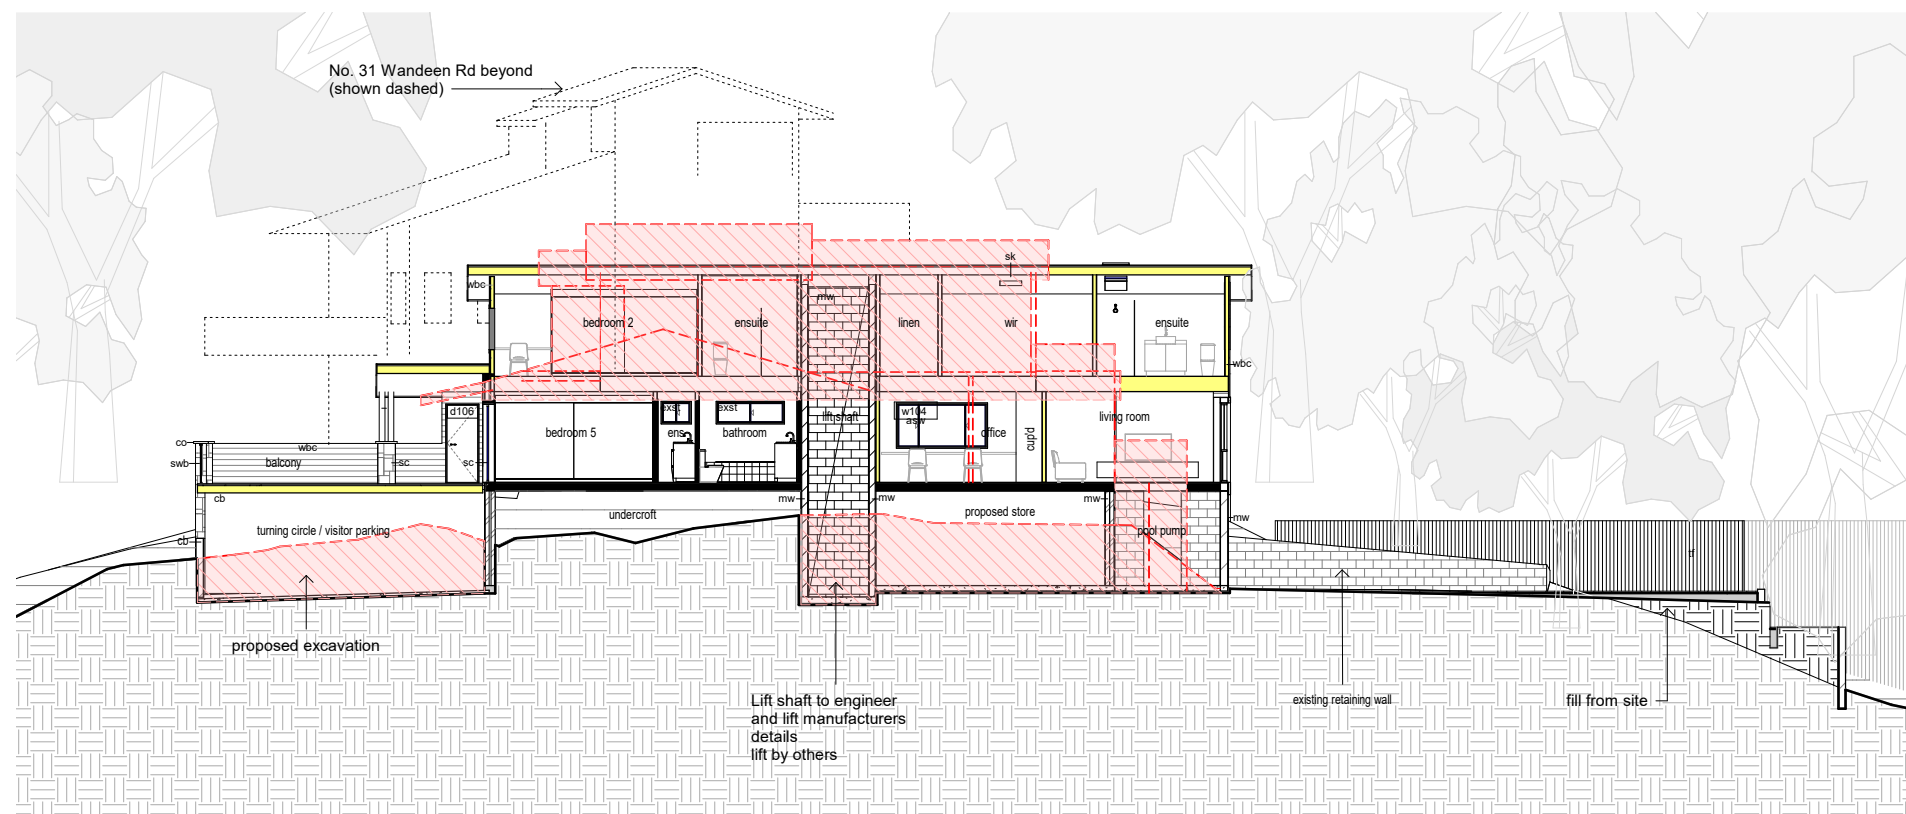 No. 31 Wandeen Rd beyond
(shown dashed)
sk
wbc
mw
bedroom 2
ensuite
linen
wir
ensuite
wbc
d106
exst
exst
w104
asw
lift shaft
living room
bedroom 5
ens
bathroom
office
cup'd
co
wbc
swb
balcony
sc
sc
cb
mw
mw
mw
undercroft
proposed store
mw
turning circle / visitor parking
pool pump
cb
tf
proposed excavation
Lift shaft to engineer
and lift manufacturers
details
lift by others
existing retaining wall
fill from site